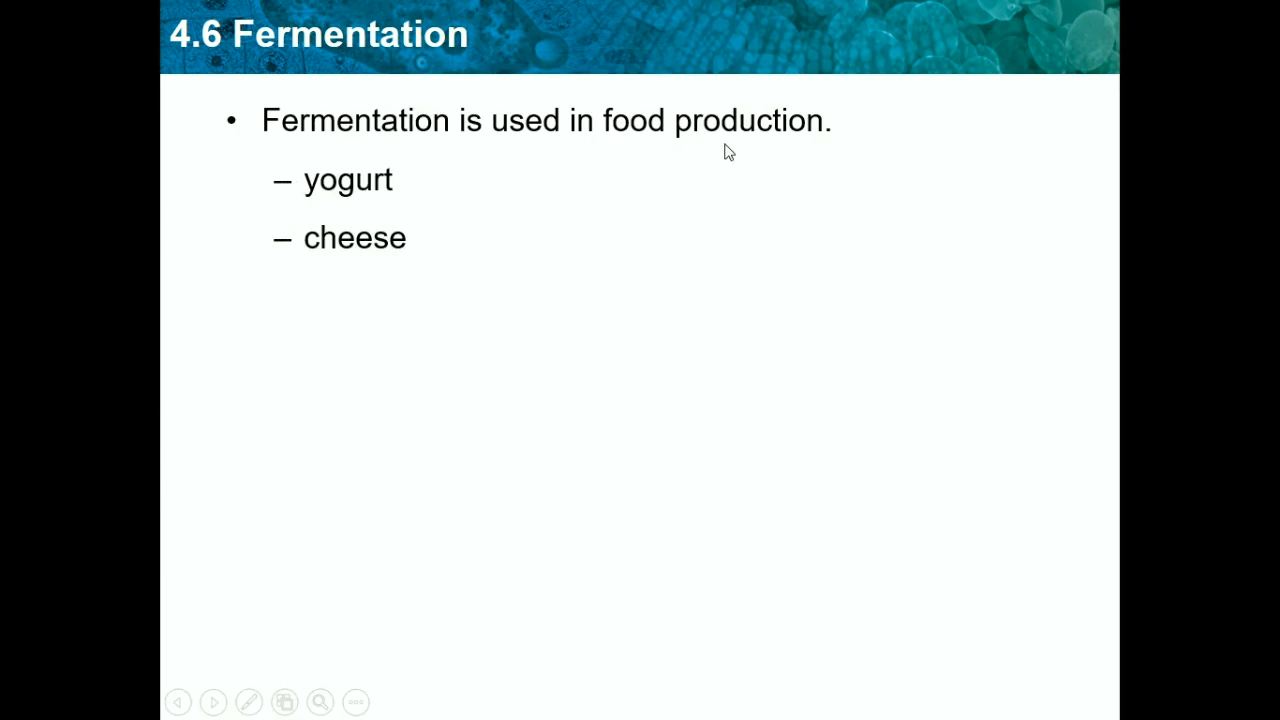 4.6 Fermentation
• Fermentation is used in food production.
– yogurt
– cheese